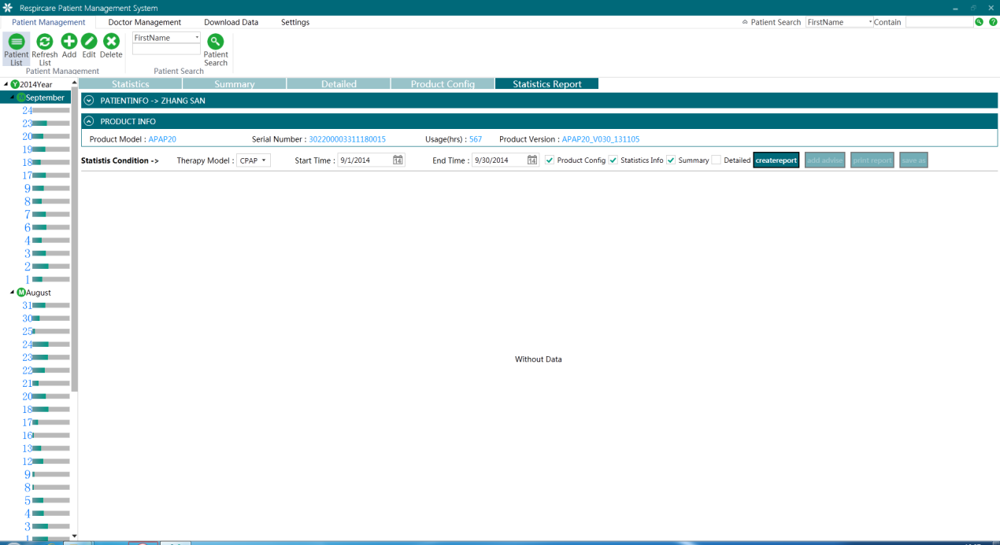 Respircare Patient Management System
Patient Management Doctor Management Download Data Settings Patient Search FirstName Contain
Patient List Refresh List Add Edit Delete FirstName Patient Search
Patient Management Patient Search
Y 2014Year Statistics Summary Detailed Product Config Statistics Report
September
PATIENTINFO -> ZHANG SAN
24
23
PRODUCT INFO
20
Product Model : APAP20 Serial Number : 302200003311180015 Usage(hrs) : 567 Product Version : APAP20_V030_131105
19
18
Statistis Condition -> Therapy Model : CPAP Start Time : 9/1/2014 14 End Time : 9/30/2014 14 Product Config Statistics Info Summary Detailed createreport add advise print report save as
17
9
8
7
6
4
3
2
1
M August
31
30
25
24
23
Without Data
22
21
20
18
17
16
13
12
9
8
5
4
3
1